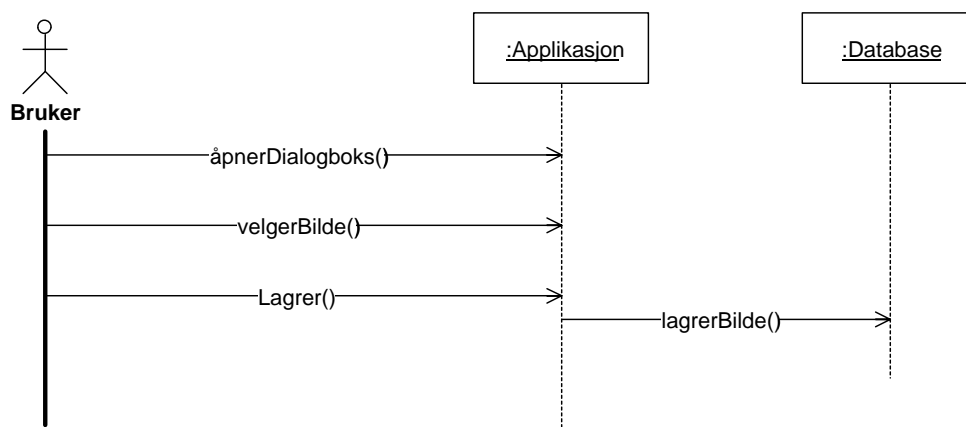 :Applikasjon
:Database
Bruker
åpnerDialogboks()
velgerBilde()
Lagrer()
lagrerBilde()